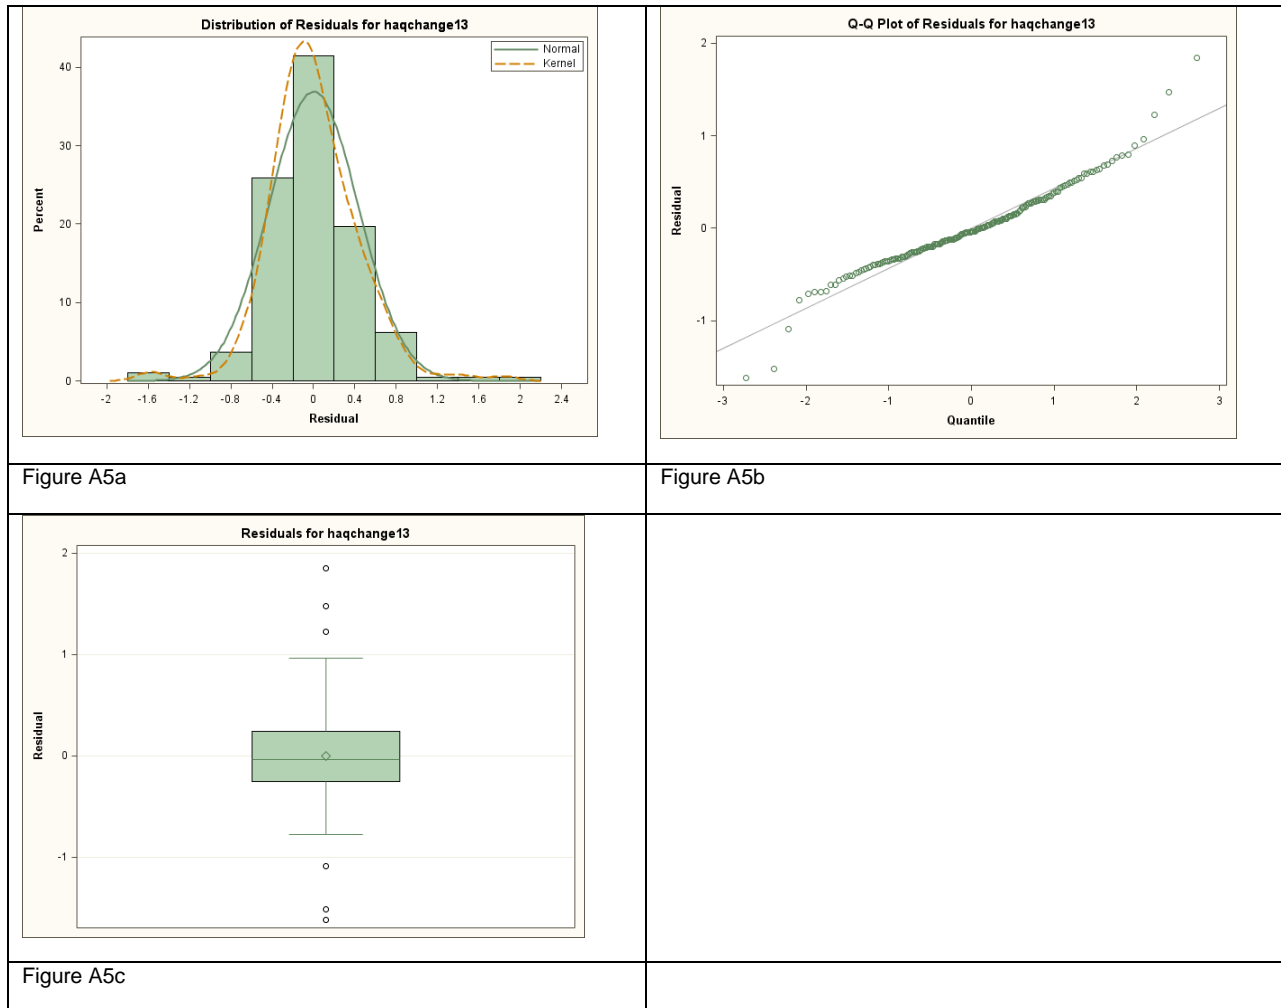 Distribution of Residuals for haqchange13
Normal
Kernel
Percent
40
30
20
10
0
-2 -1.6 -1.2 -0.8 -0.4 0 0.4 0.8 1.2 1.6 2 2.4
Residual
Figure A5a
Q-Q Plot of Residuals for haqchange13
Residual
2
1
0
-1
-3 -2 -1 0 1 2 3
Quantile
Figure A5b
Residuals for haqchange13
Residual
2
1
0
-1
Figure A5c